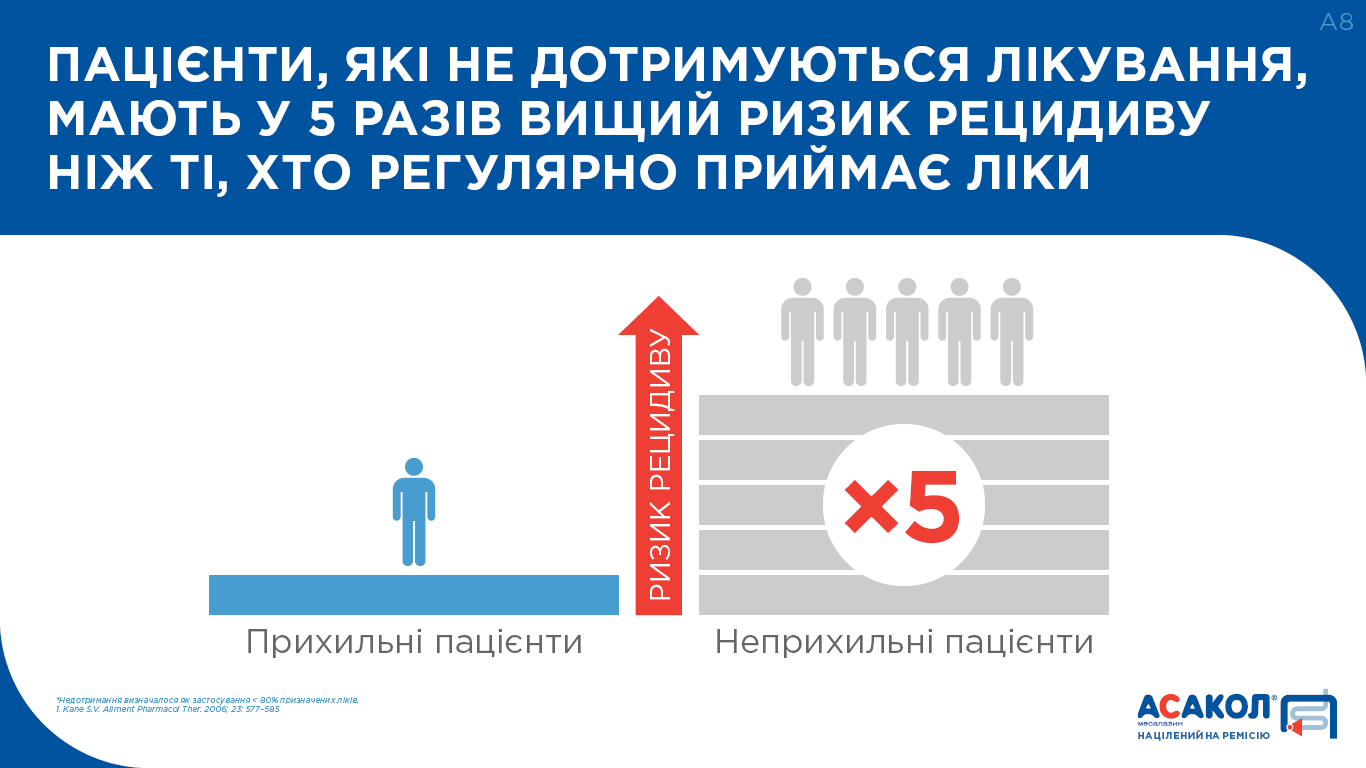 A8
ПАЦІЄНТИ, ЯКІ НЕ ДОТРИМУЮТЬСЯ ЛІКУВАННЯ,
МАЮТЬ У 5 РАЗІВ ВИЩИЙ РИЗИК РЕЦИДИВУ
НІЖ ТІ, ХТО РЕГУЛЯРНО ПРИЙМАЄ ЛІКИ
РИЗИК РЕЦИДИВУ
×5
Прихильні пацієнти
Неприхильні пацієнти
*Недотримання визначалося як застосування < 80% призначених ліків.
1. Kane S.V. Aliment Pharmacol Ther. 2006; 23: 577–585
АСАКОЛ®
месалазин
НАЦІЛЕНИЙ НА РЕМІСІЮ